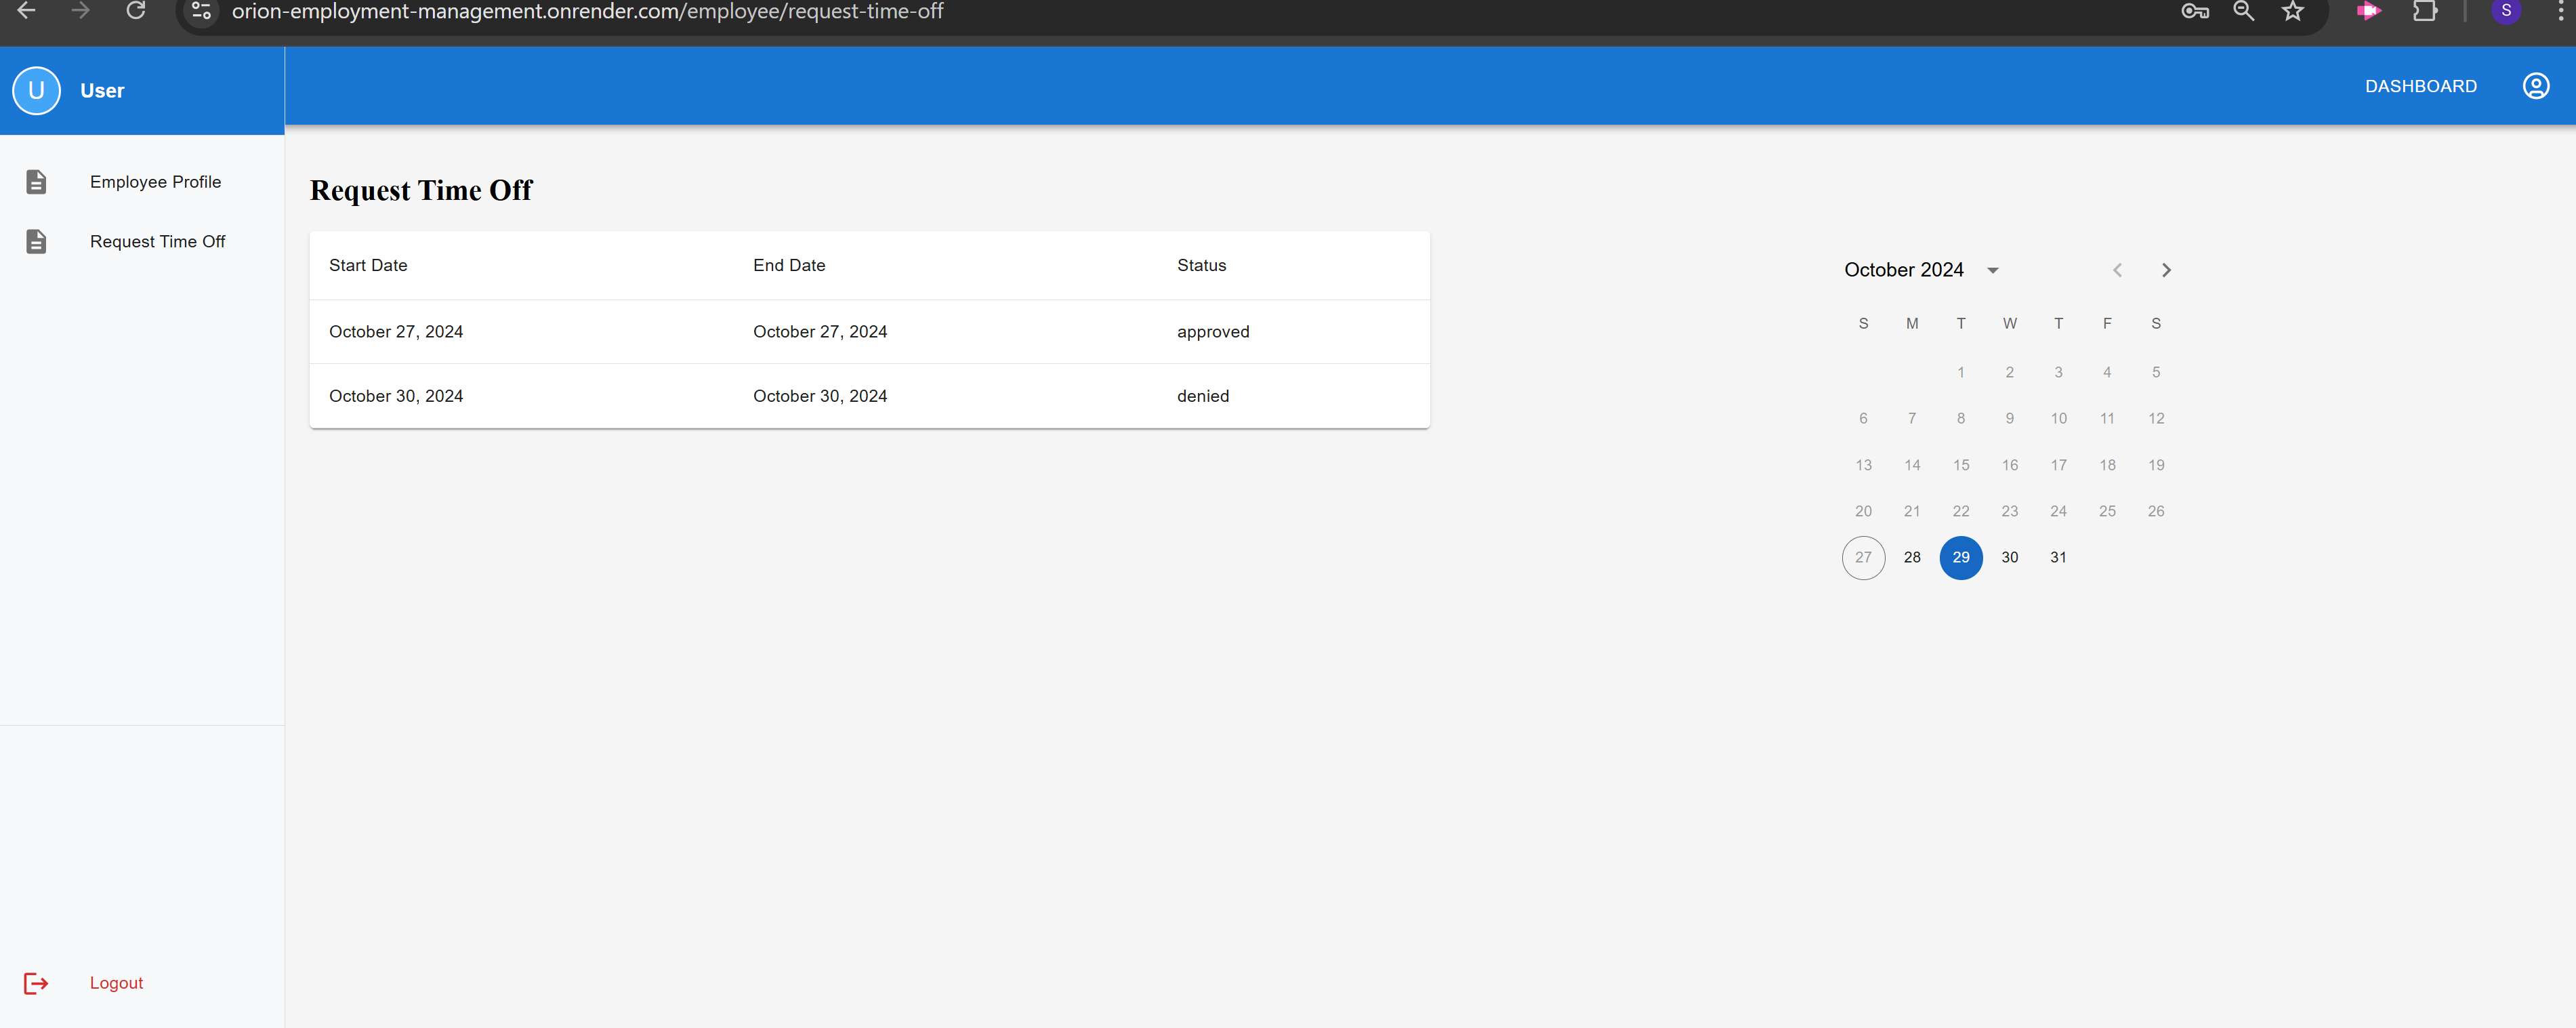 orion-employment-management.onrender.com/employee/request-time-off
S
U
User
DASHBOARD
Employee Profile
Request Time Off
Logout
Request Time Off
Start Date End Date Status
October 27, 2024 October 27, 2024 approved
October 30, 2024 October 30, 2024 denied
October 2024
S M T W T F S
1 2 3 4 5
6 7 8 9 10 11 12
13 14 15 16 17 18 19
20 21 22 23 24 25 26
27 28 29 30 31